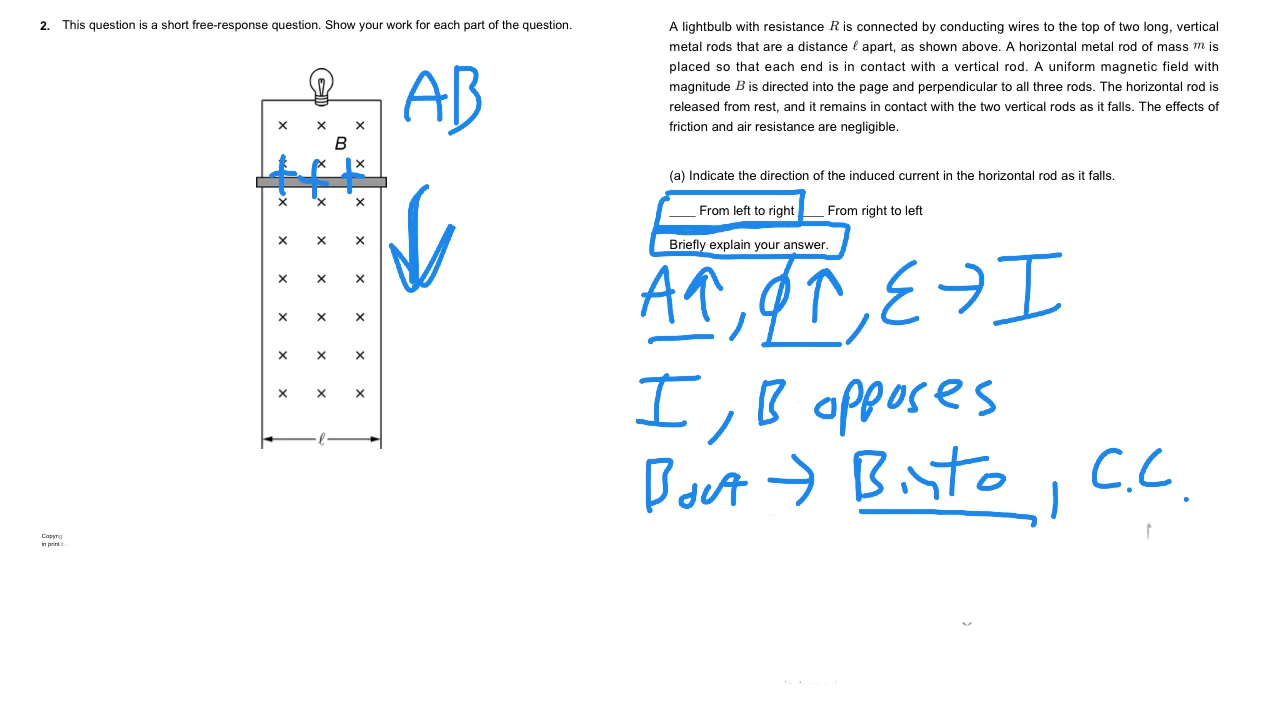 2. This question is a short free-response question. Show your work for each part of the question.
AB
B
ℓ
Copyrig
in print
A lightbulb with resistance R is connected by conducting wires to the top of two long, vertical
metal rods that are a distance ℓ apart, as shown above. A horizontal metal rod of mass m is
placed so that each end is in contact with a vertical rod. A uniform magnetic field with
magnitude B is directed into the page and perpendicular to all three rods. The horizontal rod is
released from rest, and it remains in contact with the two vertical rods as it falls. The effects of
friction and air resistance are negligible.
(a) Indicate the direction of the induced current in the horizontal rod as it falls.
____ From left to right ____ From right to left
Briefly explain your answer.
A↑, Φ↑, ε → I
I, B opposes
B out → B into, C.C.